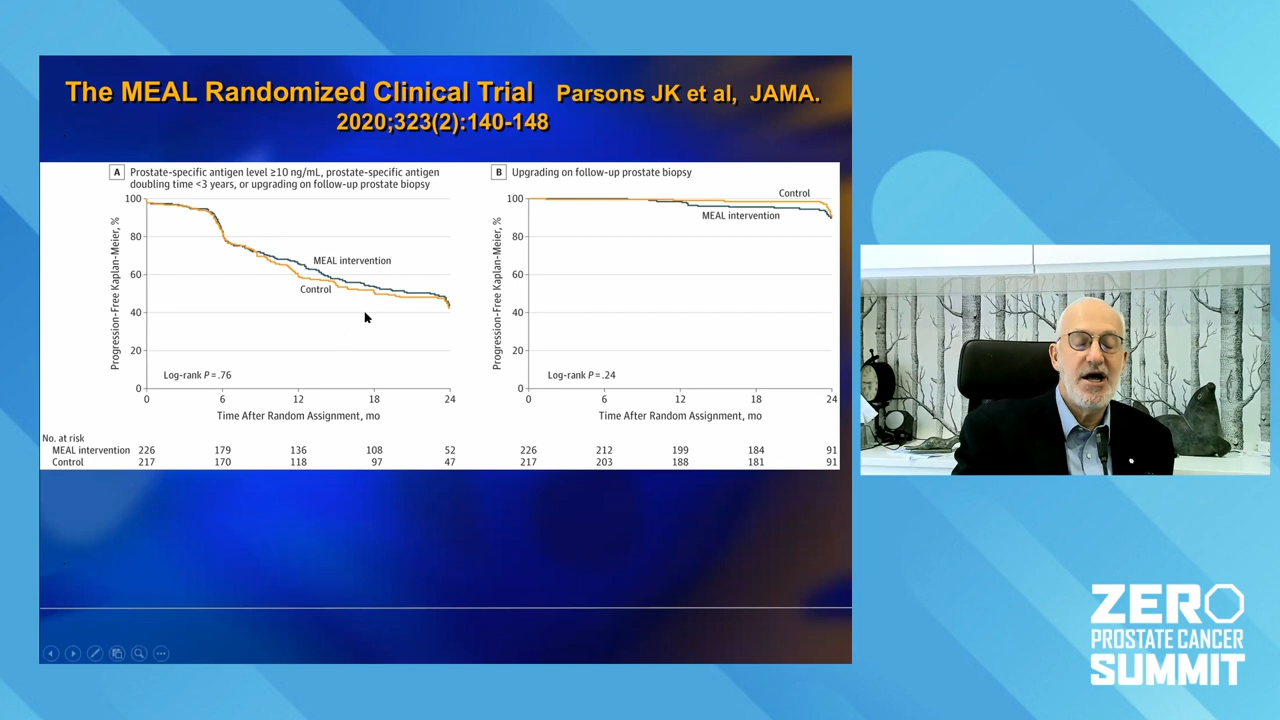 The MEAL Randomized Clinical Trial Parsons JK et al, JAMA.
2020;323(2):140-148
A Prostate-specific antigen level ≥10 ng/mL, prostate-specific antigen
doubling time <3 years, or upgrading on follow-up prostate biopsy
Progression-Free Kaplan-Meier, %
100
80
60
40
20
0
MEAL intervention
Control
Log-rank P = .76
0 6 12 18 24
Time After Random Assignment, mo
No. at risk
MEAL intervention 226 179 136 108 52
Control 217 170 118 97 47
B Upgrading on follow-up prostate biopsy
Progression-Free Kaplan-Meier, %
100
80
60
40
20
0
Control
MEAL intervention
Log-rank P = .24
0 6 12 18 24
Time After Random Assignment, mo
226 212 199 184 91
217 203 188 181 91
ZERO
PROSTATE CANCER
SUMMIT